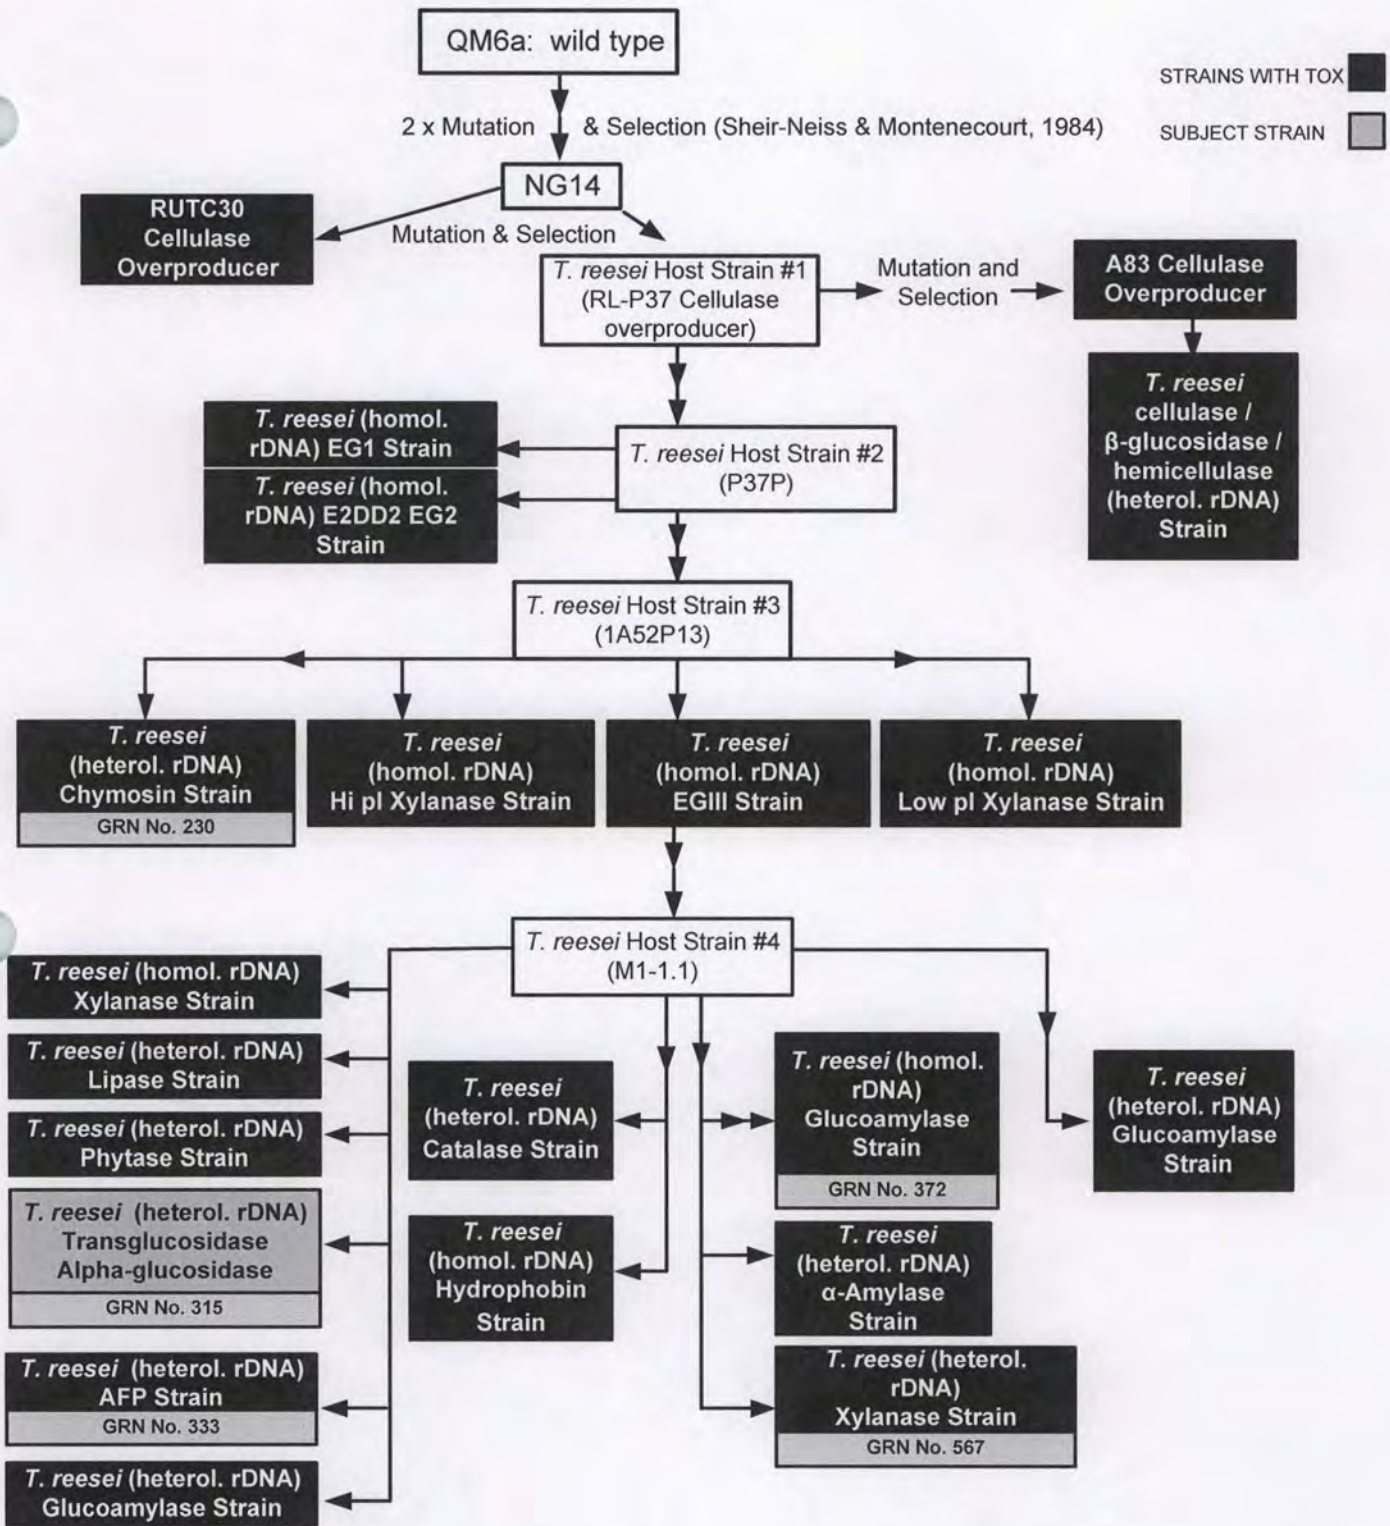 QM6a: wild type
STRAINS WITH TOX
SUBJECT STRAIN
2 x Mutation & Selection (Sheir-Neiss & Montenecourt, 1984)
NG14
RUTC30
Cellulase
Overproducer
Mutation & Selection
T. reesei Host Strain #1
(RL-P37 Cellulase
overproducer)
Mutation and
Selection
A83 Cellulase
Overproducer
T. reesei
cellulase /
β-glucosidase /
hemicellulase
(heterol. rDNA)
Strain
T. reesei (homol.
rDNA) EG1 Strain
T. reesei (homol.
rDNA) E2DD2 EG2
Strain
T. reesei Host Strain #2
(P37P)
T. reesei Host Strain #3
(1A52P13)
T. reesei
(heterol. rDNA)
Chymosin Strain
GRN No. 230
T. reesei
(homol. rDNA)
Hi pI Xylanase Strain
T. reesei
(homol. rDNA)
EGIII Strain
T. reesei
(homol. rDNA)
Low pI Xylanase Strain
T. reesei Host Strain #4
(M1-1.1)
T. reesei (homol. rDNA)
Xylanase Strain
T. reesei (heterol. rDNA)
Lipase Strain
T. reesei (heterol. rDNA)
Phytase Strain
T. reesei (heterol. rDNA)
Transglucosidase
Alpha-glucosidase
GRN No. 315
T. reesei (heterol. rDNA)
AFP Strain
GRN No. 333
T. reesei (heterol. rDNA)
Glucoamylase Strain
T. reesei
(heterol. rDNA)
Catalase Strain
T. reesei
(homol. rDNA)
Hydrophobin
Strain
T. reesei (homol.
rDNA)
Glucoamylase
Strain
GRN No. 372
T. reesei
(heterol. rDNA)
α-Amylase
Strain
T. reesei (heterol.
rDNA)
Xylanase Strain
GRN No. 567
T. reesei
(heterol. rDNA)
Glucoamylase
Strain